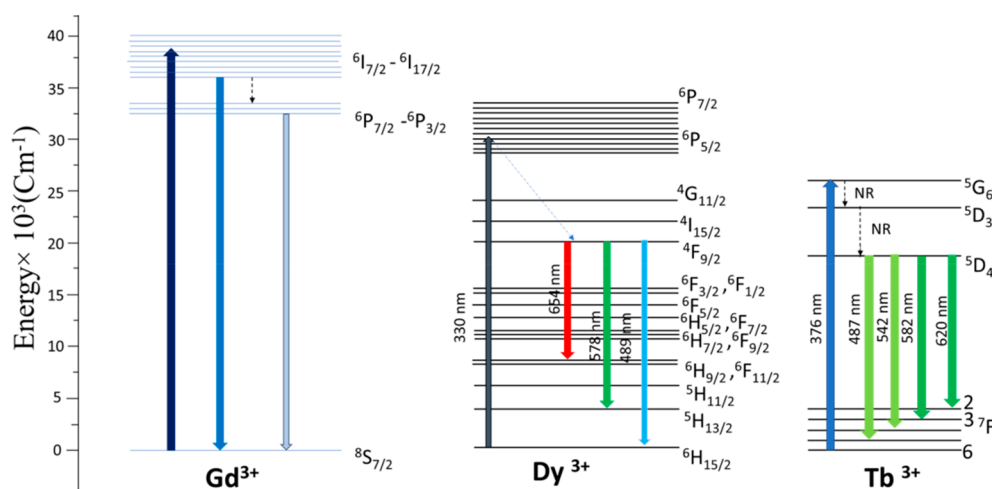 Energy× 10³(Cm⁻¹)
40
35
30
25
20
15
10
5
0
⁶I₇/₂ - ⁶I₁₇/₂
⁶P₇/₂ -⁶P₃/₂
⁸S₇/₂
Gd³⁺
330 nm
654 nm
578 nm
489 nm
⁶P₇/₂
⁶P₅/₂
⁴G₁₁/₂
⁴I₁₅/₂
⁴F₉/₂
⁶F₃/₂ ,⁶F₁/₂
⁶F₅/₂
⁶H₅/₂ ,⁶F₇/₂
⁶H₇/₂ ,⁶F₉/₂
⁶H₉/₂ ,⁶F₁₁/₂
⁵H₁₁/₂
⁵H₁₃/₂
⁶H₁₅/₂
Dy ³⁺
376 nm
487 nm
542 nm
582 nm
620 nm
NR
NR
⁵G₆
⁵D₃
⁵D₄
2
3 ⁷F
6
Tb ³⁺